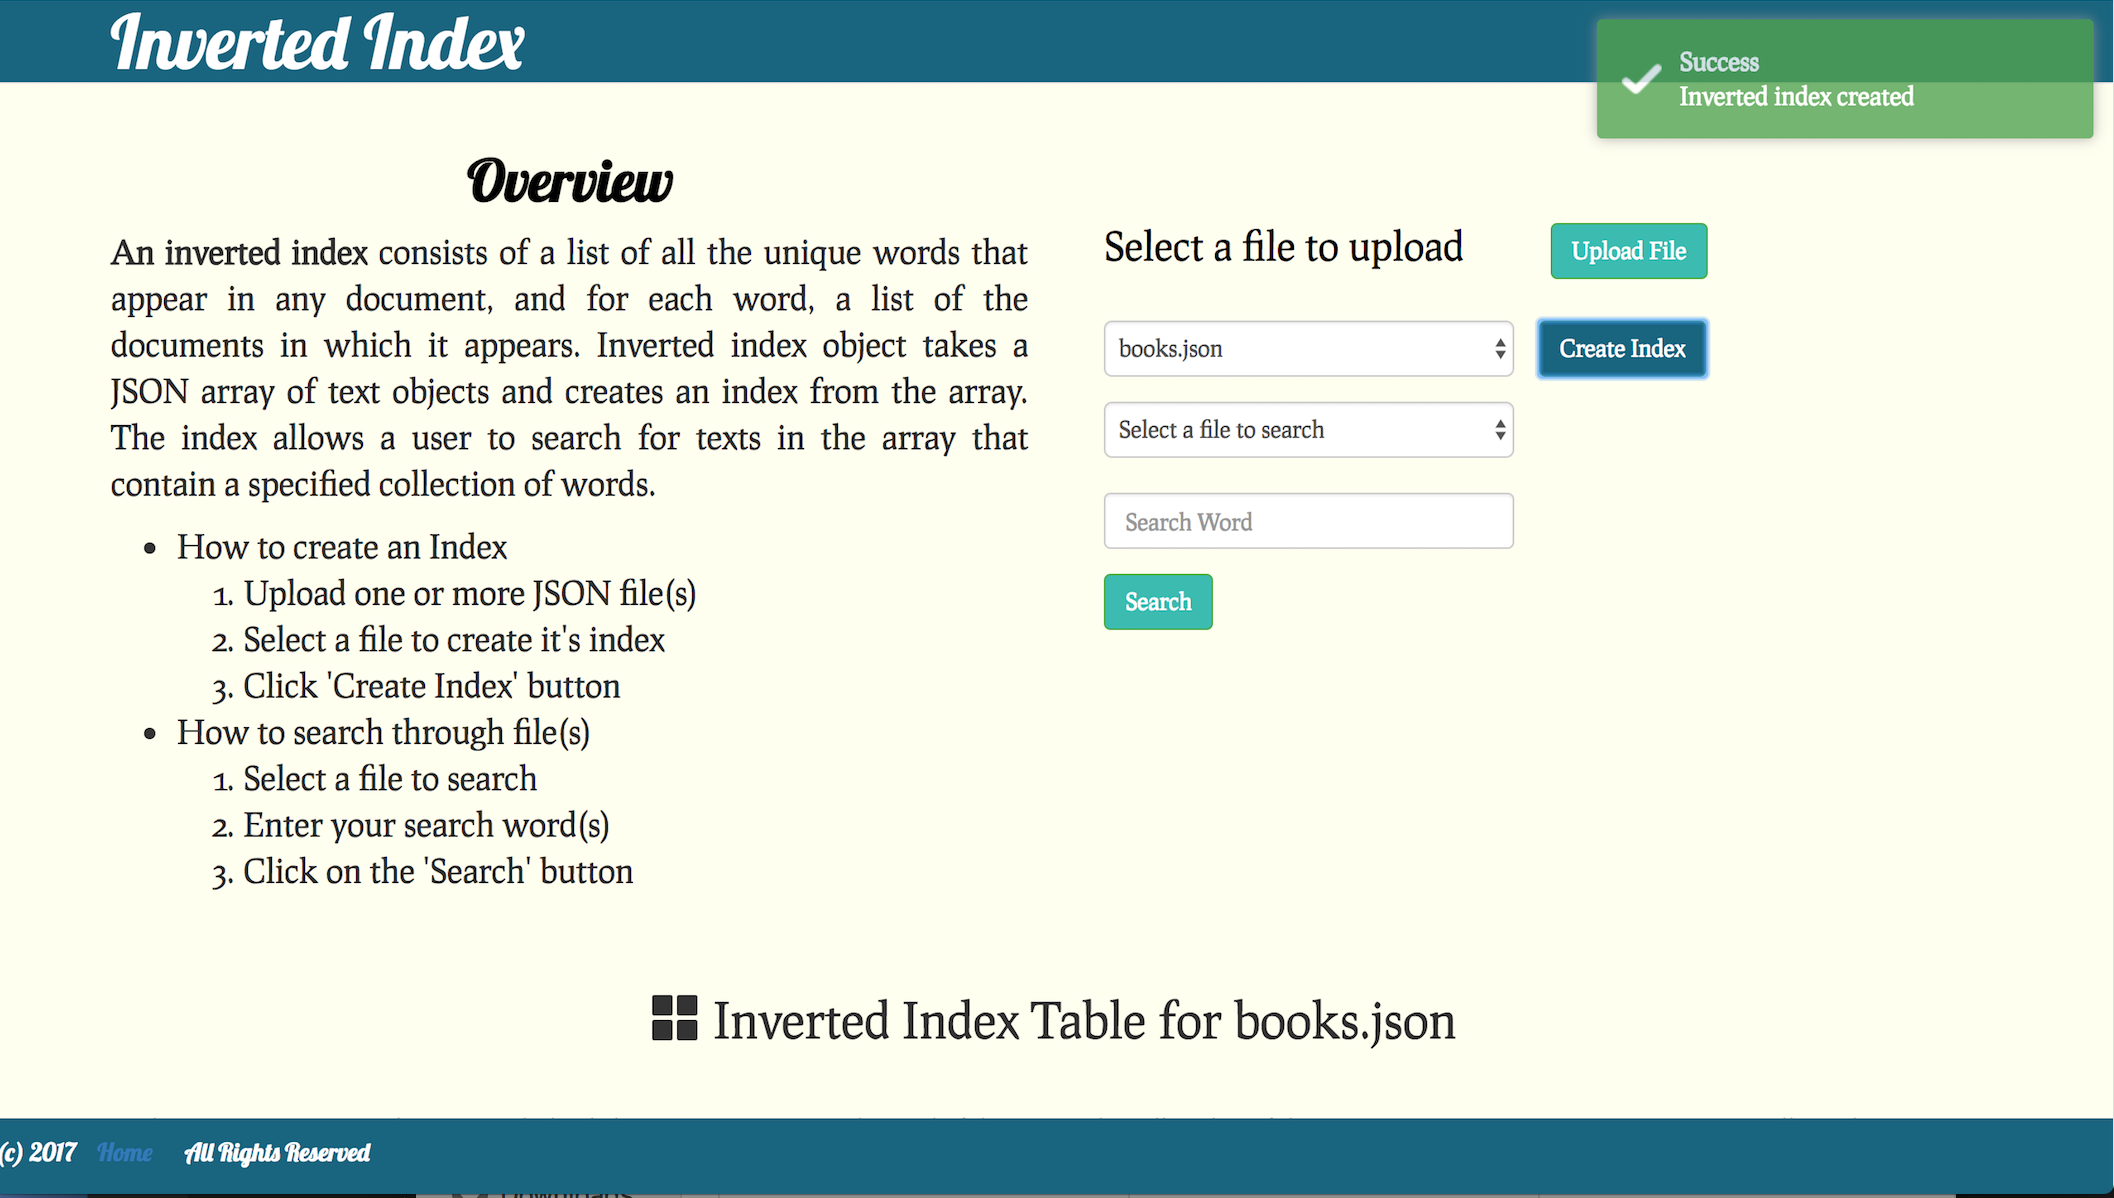 Inverted Index
Success
Inverted index created
Overview
An inverted index consists of a list of all the unique words that
appear in any document, and for each word, a list of the
documents in which it appears. Inverted index object takes a
JSON array of text objects and creates an index from the array.
The index allows a user to search for texts in the array that
contain a specified collection of words.
• How to create an Index
1. Upload one or more JSON file(s)
2. Select a file to create it's index
3. Click 'Create Index' button
• How to search through file(s)
1. Select a file to search
2. Enter your search word(s)
3. Click on the 'Search' button
Select a file to upload
Upload File
books.json
Create Index
Select a file to search
Search Word
Search
Inverted Index Table for books.json
(c) 2017 Home All Rights Reserved